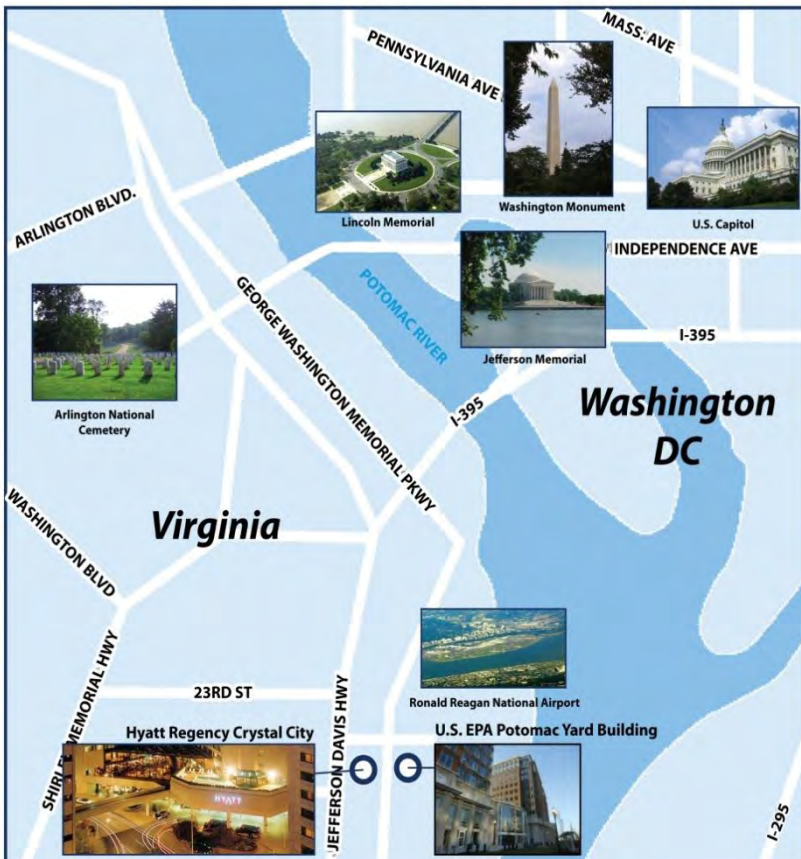 MASS. AVE
PENNSYLVANIA AVE
Lincoln Memorial
Washington Monument
U.S. Capitol
ARLINGTON BLVD.
INDEPENDENCE AVE
GEORGE WASHINGTON MEMORIAL PKWY
POTOMAC RIVER
Jefferson Memorial
I-395
I-395
Arlington National
Cemetery
Washington
DC
WASHINGTON BLVD
Virginia
SHIRLEY MEMORIAL HWY
23RD ST
JEFFERSON DAVIS HWY
Ronald Reagan National Airport
Hyatt Regency Crystal City
U.S. EPA Potomac Yard Building
HYATT
I-295